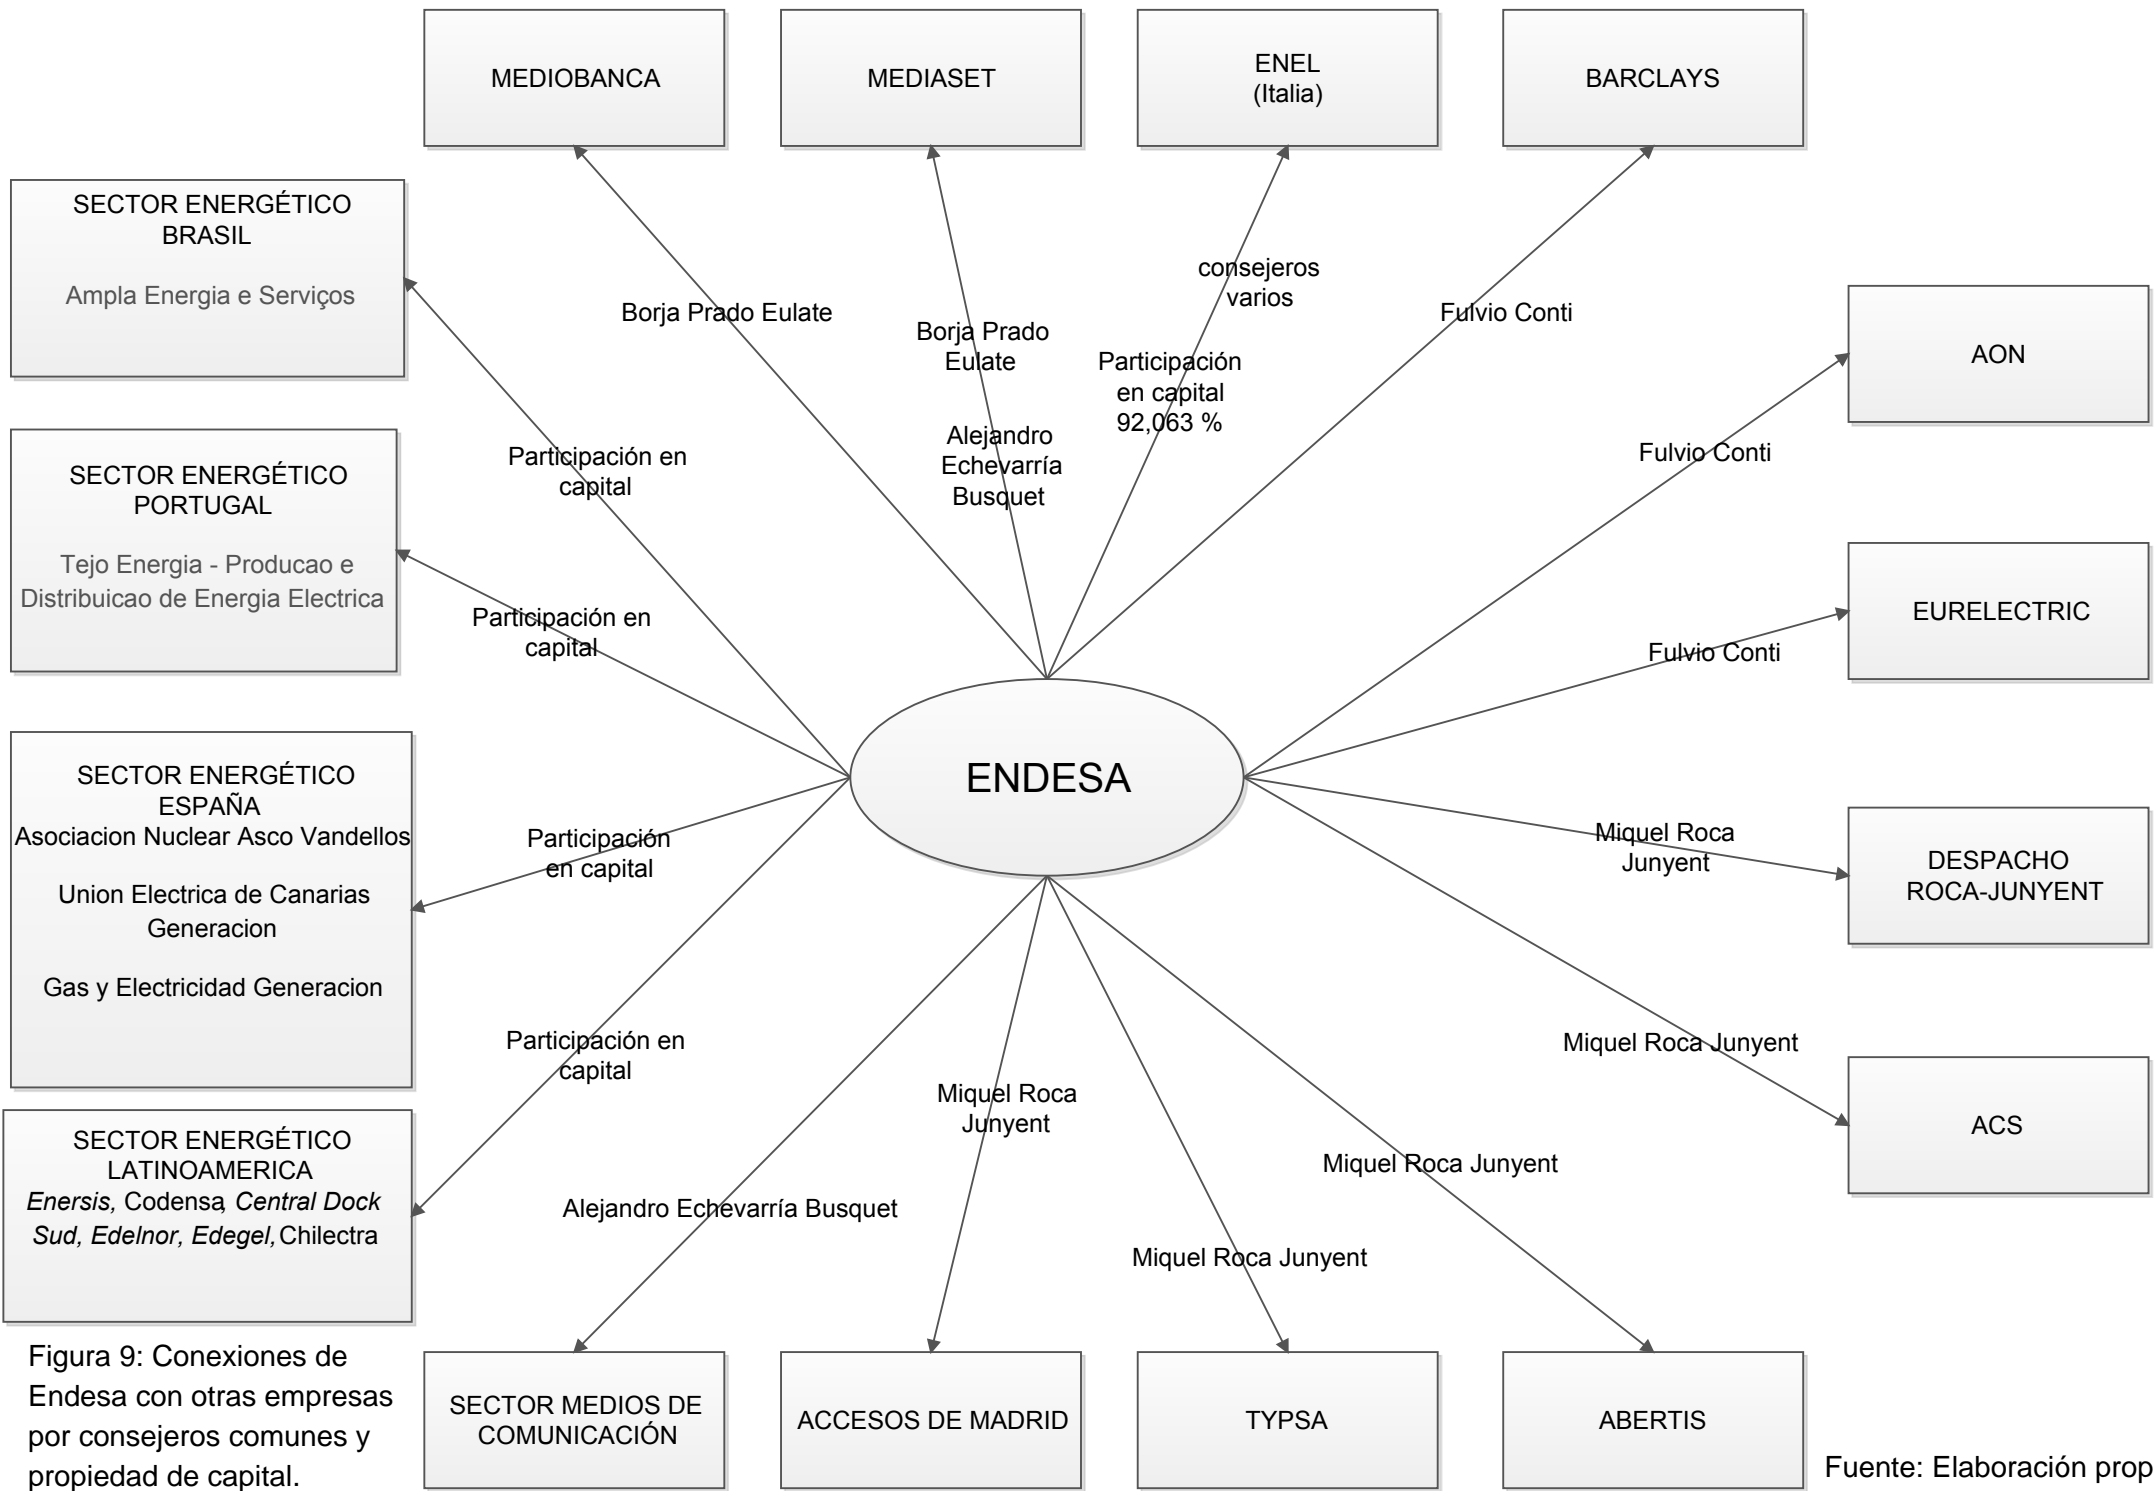 MEDIOBANCA
MEDIASET
ENEL
(Italia)
BARCLAYS
SECTOR ENERGÉTICO
BRASIL
Ampla Energia e Serviços
consejeros
varios
Borja Prado Eulate
Borja Prado
Eulate
Fulvio Conti
Participación
en capital
92,063 %
AON
Alejandro
Echevarría
Busquet
Participación en
capital
Fulvio Conti
SECTOR ENERGÉTICO
PORTUGAL
Tejo Energia - Producao e
Distribuicao de Energia Electrica
Participación en
capital
EURELECTRIC
Fulvio Conti
ENDESA
SECTOR ENERGÉTICO
ESPAÑA
Asociacion Nuclear Asco Vandellos
Union Electrica de Canarias
Generacion
Gas y Electricidad Generacion
Participación
en capital
Miquel Roca
Junyent
DESPACHO
ROCA-JUNYENT
Participación en
capital
Miquel Roca Junyent
ACS
Miquel Roca
Junyent
SECTOR ENERGÉTICO
LATINOAMERICA
Enersis, Codensa, Central Dock
Sud, Edelnor, Edegel, Chilectra
Miquel Roca Junyent
Alejandro Echevarría Busquet
Miquel Roca Junyent
SECTOR MEDIOS DE
COMUNICACIÓN
ACCESOS DE MADRID
TYPSA
ABERTIS
Figura 9: Conexiones de
Endesa con otras empresas
por consejeros comunes y
propiedad de capital.
Fuente: Elaboración prop